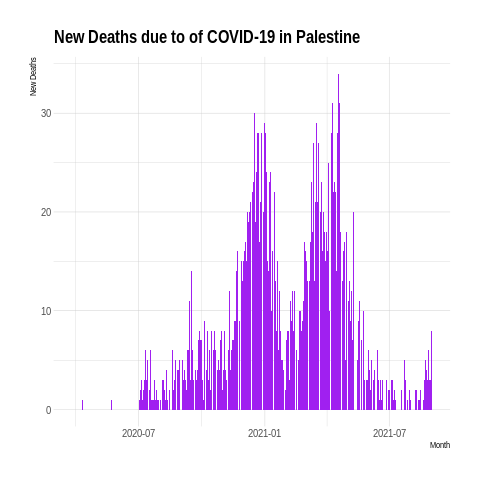 New Deaths due to of COVID-19 in Palestine
New Deaths
30
20
10
0
2020-07
2021-01
2021-07
Month